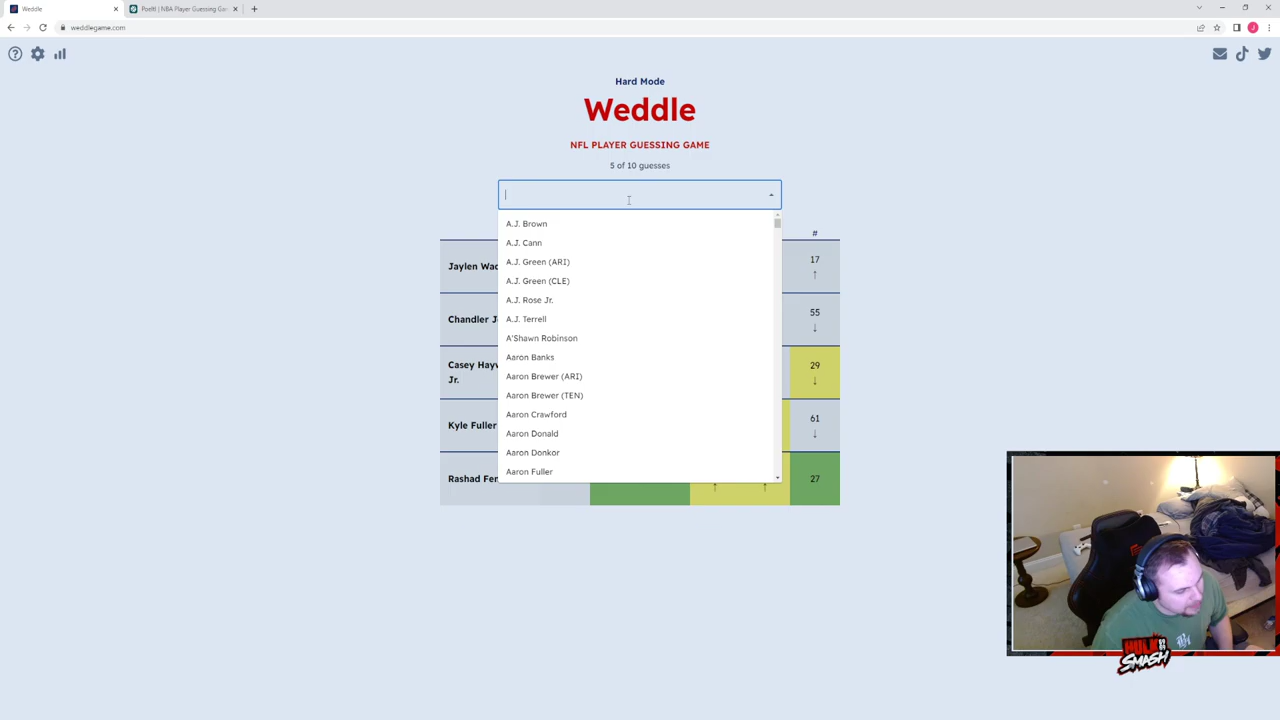 Weddle
Poeltl | NBA Player Guessing Ga
weddlegame.com
J
Hard Mode
Weddle
NFL PLAYER GUESSING GAME
5 of 10 guesses
A.J. Brown
A.J. Cann
A.J. Green (ARI)
A.J. Green (CLE)
A.J. Rose Jr.
A.J. Terrell
A'Shawn Robinson
Aaron Banks
Aaron Brewer (ARI)
Aaron Brewer (TEN)
Aaron Crawford
Aaron Donald
Aaron Donkor
Aaron Fuller
#
Jaylen Wad
17
↑
Chandler J
55
↓
Casey Hayw
Jr.
29
↓
Kyle Fuller
61
↓
Rashad Fen
↑ ↑
27
HULK
SMASH